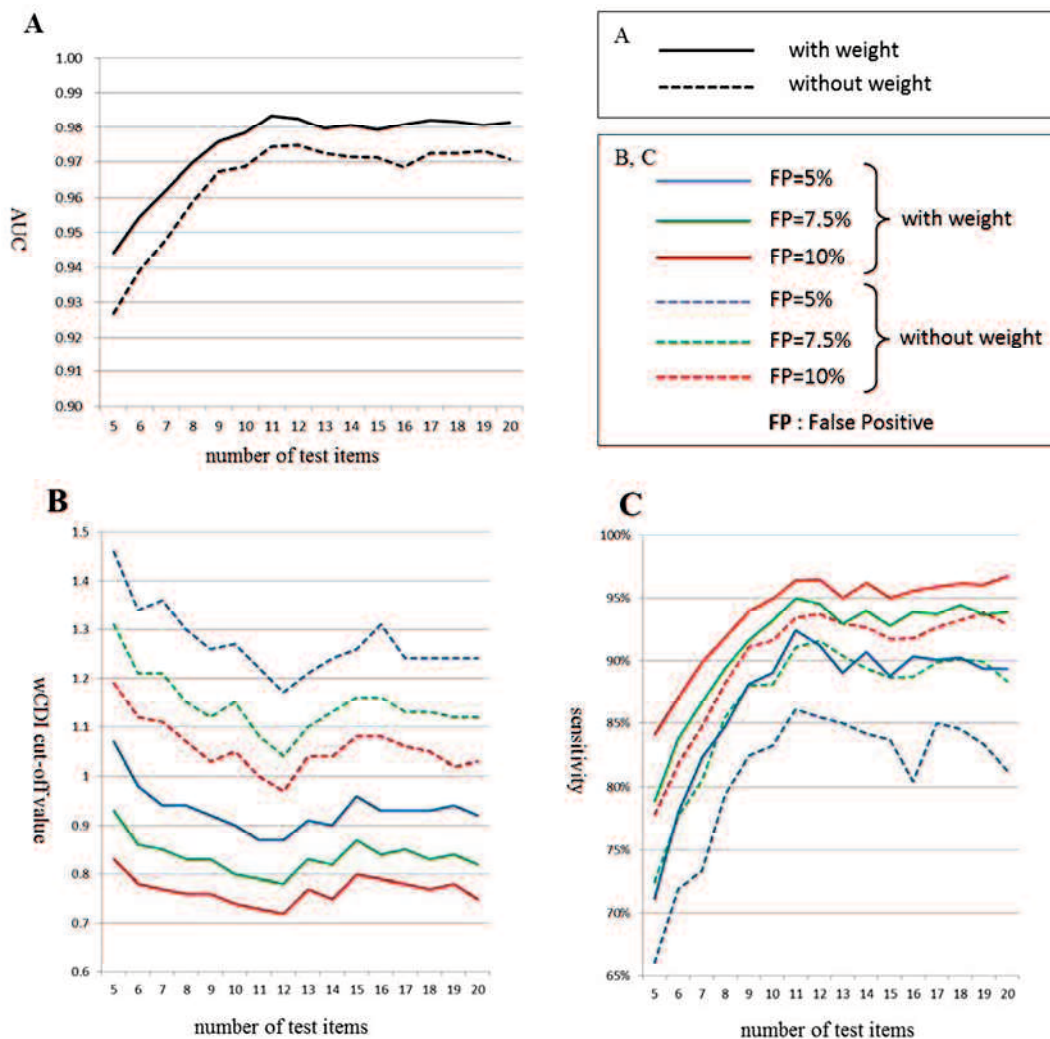 A
1.00
0.99
0.98
0.97
0.96
0.95
0.94
0.93
0.92
0.91
0.90
AUC
5 6 7 8 9 10 11 12 13 14 15 16 17 18 19 20
number of test items
A
with weight
without weight
B, C
FP=5%
FP=7.5%
with weight
FP=10%
FP=5%
FP=7.5%
without weight
FP=10%
FP : False Positive
B
1.5
1.4
1.3
1.2
1.1
1
0.9
0.8
0.7
0.6
wCDI cut-off value
5 6 7 8 9 10 11 12 13 14 15 16 17 18 19 20
number of test items
C
100%
95%
90%
85%
80%
75%
70%
65%
sensitivity
5 6 7 8 9 10 11 12 13 14 15 16 17 18 19 20
number of test items